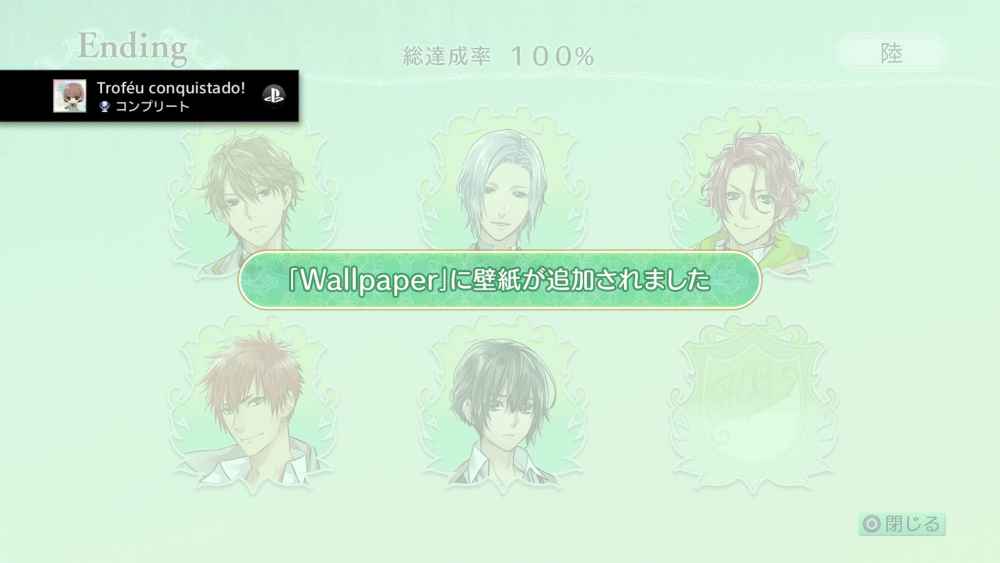 Ending
総達成率 100%
陸
Troféu conquistado!
コンプリート
「Wallpaper」に壁紙が追加されました
閉じる